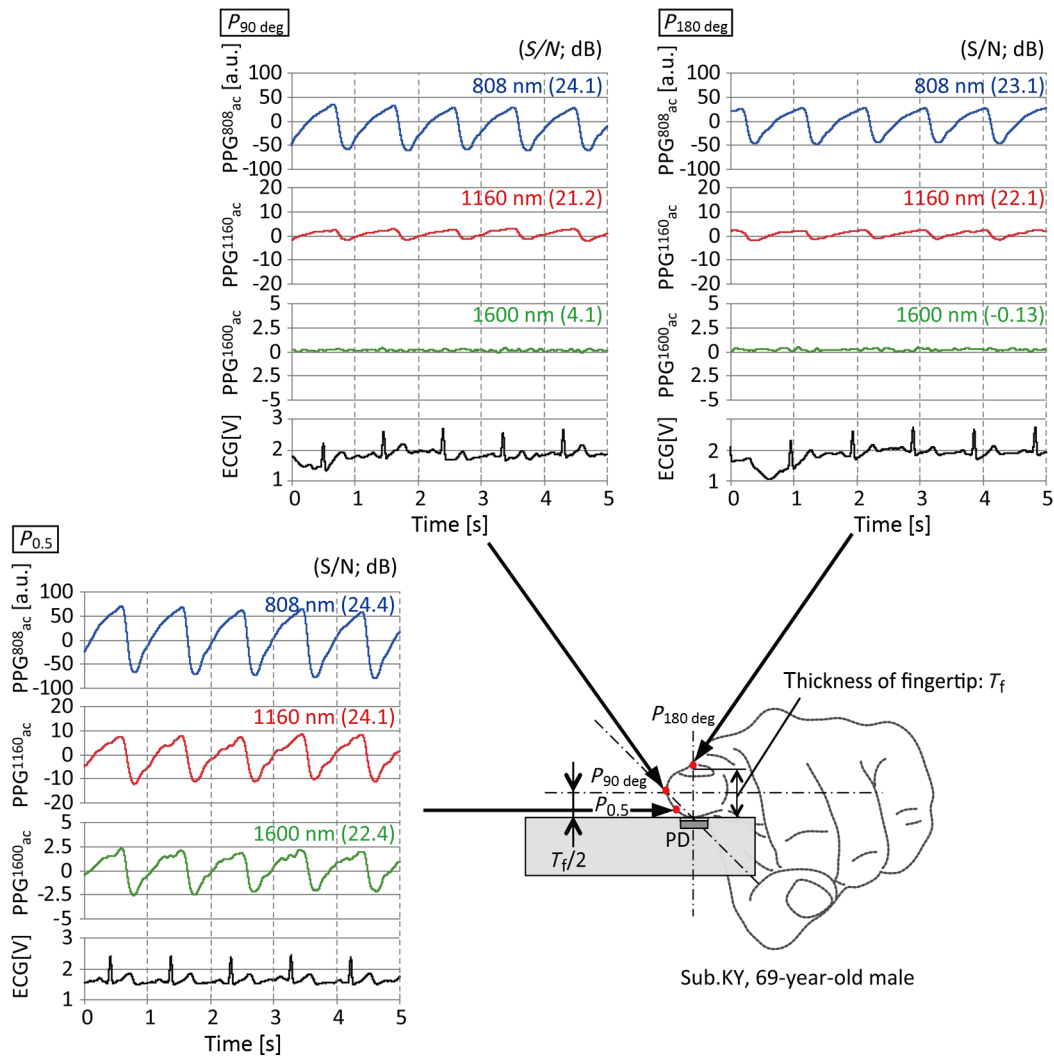 P90 deg
(S/N; dB)
PPG808ac [a.u.]
100
50
0
-50
-100
808 nm (24.1)
PPG1160ac
20
10
0
-10
20
1160 nm (21.2)
PPG1600ac
5
2.5
0
2.5
-5
1600 nm (4.1)
ECG[V]
3
2
1
0 1 2 3 4 5
Time [s]
P180 deg
(S/N; dB)
PPG808ac [a.u.]
100
50
0
-50
-100
808 nm (23.1)
PPG1160ac
20
10
0
-10
20
1160 nm (22.1)
PPG1600ac
5
2.5
0
2.5
-5
1600 nm (-0.13)
ECG[V]
3
2
1
0 1 2 3 4 5
Time [s]
P0.5
(S/N; dB)
PPG808ac [a.u.]
100
50
0
-50
-100
808 nm (24.4)
PPG1160ac
20
10
0
-10
20
1160 nm (24.1)
PPG1600ac
5
2.5
0
-2.5
5
1600 nm (22.4)
ECG[V]
3
2
1
0 1 2 3 4 5
Time [s]
Thickness of fingertip: Tf
P180 deg
P90 deg
P0.5
PD
Tf/2
Sub.KY, 69-year-old male